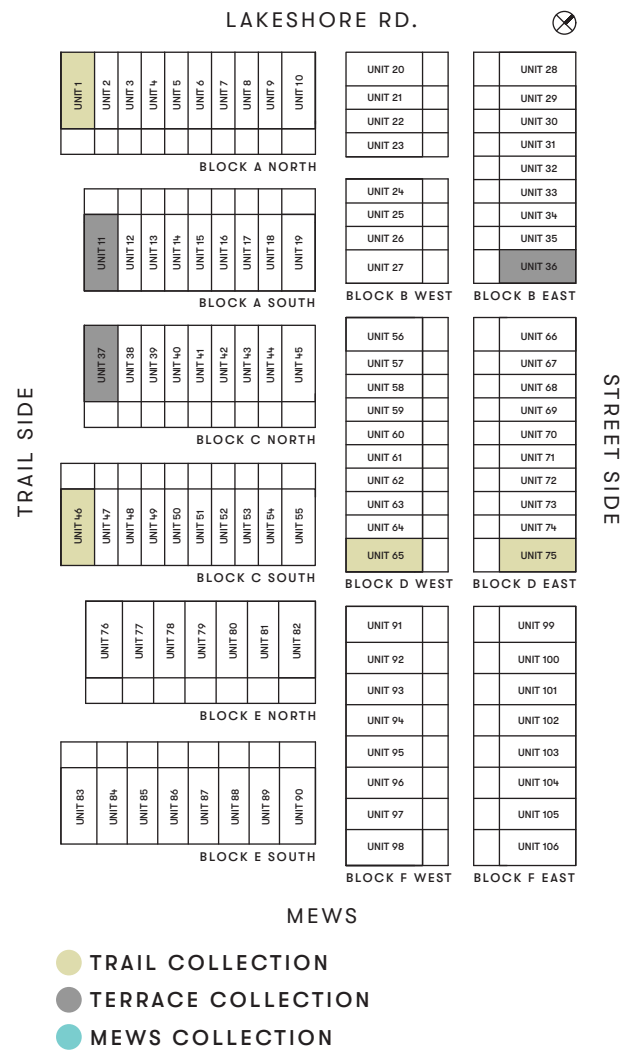 LAKESHORE RD.
UNIT 1
UNIT 2
UNIT 3
UNIT 4
UNIT 5
UNIT 6
UNIT 7
UNIT 8
UNIT 9
UNIT 10
BLOCK A NORTH
UNIT 11
UNIT 12
UNIT 13
UNIT 14
UNIT 15
UNIT 16
UNIT 17
UNIT 18
UNIT 19
BLOCK A SOUTH
UNIT 20
UNIT 21
UNIT 22
UNIT 23
UNIT 24
UNIT 25
UNIT 26
UNIT 27
BLOCK B WEST
UNIT 28
UNIT 29
UNIT 30
UNIT 31
UNIT 32
UNIT 33
UNIT 34
UNIT 35
UNIT 36
BLOCK B EAST
TRAIL SIDE
UNIT 37
UNIT 38
UNIT 39
UNIT 40
UNIT 41
UNIT 42
UNIT 43
UNIT 44
UNIT 45
BLOCK C NORTH
UNIT 46
UNIT 47
UNIT 48
UNIT 49
UNIT 50
UNIT 51
UNIT 52
UNIT 53
UNIT 54
UNIT 55
BLOCK C SOUTH
UNIT 56
UNIT 57
UNIT 58
UNIT 59
UNIT 60
UNIT 61
UNIT 62
UNIT 63
UNIT 64
UNIT 65
BLOCK D WEST
UNIT 66
UNIT 67
UNIT 68
UNIT 69
UNIT 70
UNIT 71
UNIT 72
UNIT 73
UNIT 74
UNIT 75
BLOCK D EAST
STREET SIDE
UNIT 76
UNIT 77
UNIT 78
UNIT 79
UNIT 80
UNIT 81
UNIT 82
BLOCK E NORTH
UNIT 83
UNIT 84
UNIT 85
UNIT 86
UNIT 87
UNIT 88
UNIT 89
UNIT 90
BLOCK E SOUTH
UNIT 91
UNIT 92
UNIT 93
UNIT 94
UNIT 95
UNIT 96
UNIT 97
UNIT 98
BLOCK F WEST
UNIT 99
UNIT 100
UNIT 101
UNIT 102
UNIT 103
UNIT 104
UNIT 105
UNIT 106
BLOCK F EAST
MEWS
TRAIL COLLECTION
TERRACE COLLECTION
MEWS COLLECTION